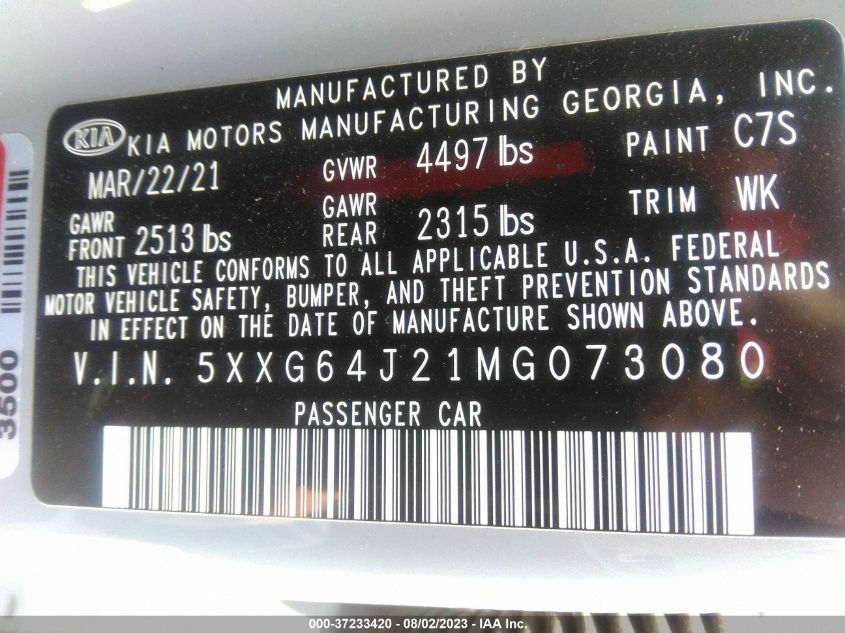 MANUFACTURED BY
KIA KIA MOTORS MANUFACTURING GEORGIA, INC.
MAR/22/21 GVWR 4497 lbs PAINT C7S
GAWR FRONT 2513 lbs GAWR REAR 2315 lbs TRIM WK
THIS VEHICLE CONFORMS TO ALL APPLICABLE U.S.A. FEDERAL
MOTOR VEHICLE SAFETY, BUMPER, AND THEFT PREVENTION STANDARDS
IN EFFECT ON THE DATE OF MANUFACTURE SHOWN ABOVE.
V.I.N. 5XXG64J21MG073080
PASSENGER CAR
3500
000-37233420 - 08/02/2023 - IAA Inc.